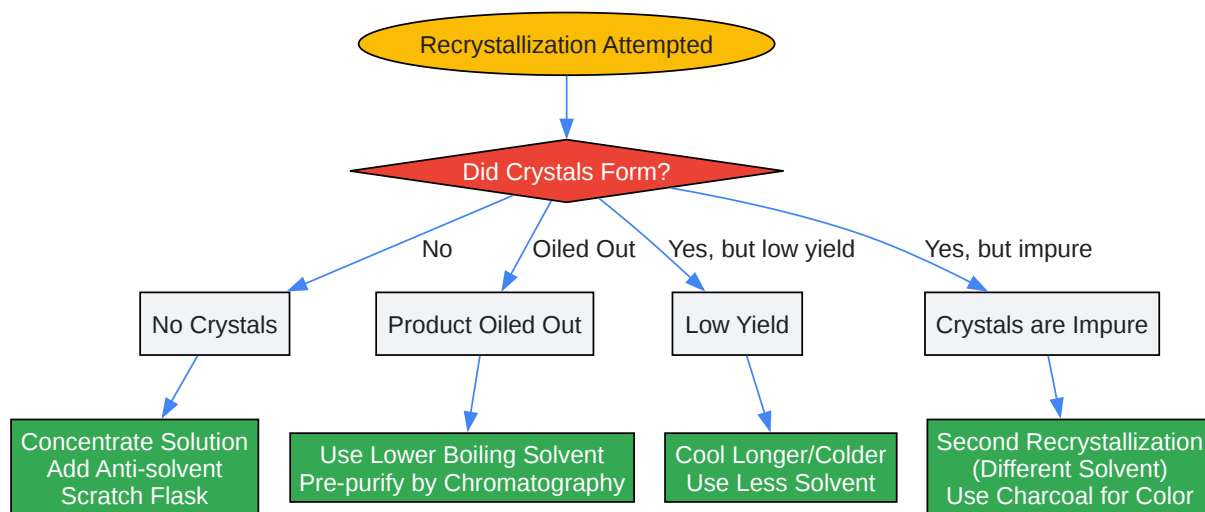 Recrystallization Attempted
Did Crystals Form?
No
Oiled Out
Yes, but low yield
Yes, but impure
No Crystals
Product Oiled Out
Low Yield
Crystals are Impure
Concentrate Solution
Add Anti-solvent
Scratch Flask
Use Lower Boiling Solvent
Pre-purify by Chromatography
Cool Longer/Colder
Use Less Solvent
Second Recrystallization
(Different Solvent)
Use Charcoal for Color